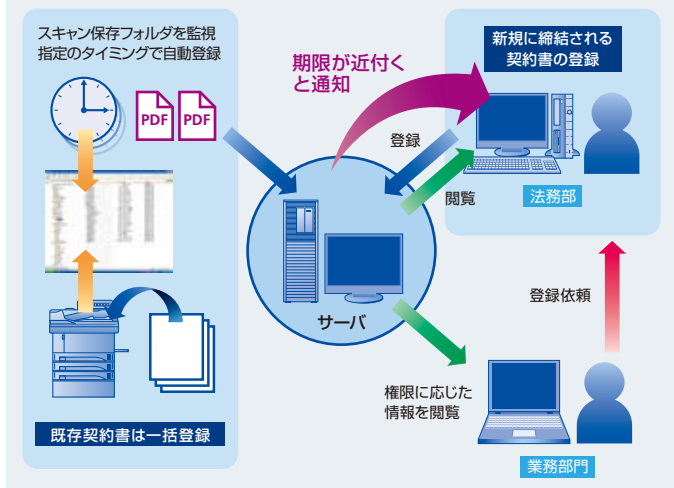 スキャン保存フォルダを監視
指定のタイミングで自動登録
PDF
PDF
既存契約書は一括登録
期限が近付く
と通知
新規に締結される
契約書の登録
登録
閲覧
法務部
サーバ
登録依頼
権限に応じた
情報を閲覧
業務部門